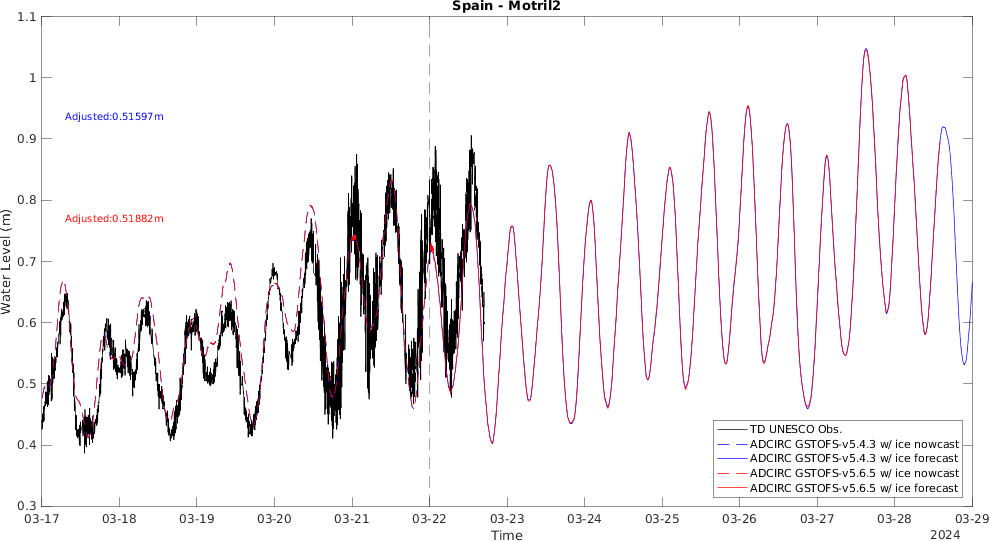 Spain - Motril2
1.1
1
0.9
0.8
0.7
0.6
0.5
0.4
0.3
Water Level (m)
Adjusted:0.51597m
Adjusted:0.51882m
TD UNESCO Obs.
ADCIRC GSTOFS-v5.4.3 w/ ice nowcast
ADCIRC GSTOFS-v5.4.3 w/ ice forecast
ADCIRC GSTOFS-v5.6.5 w/ ice nowcast
ADCIRC GSTOFS-v5.6.5 w/ ice forecast
03-17 03-18 03-19 03-20 03-21 03-22 03-23 03-24 03-25 03-26 03-27 03-28 03-29
Time
2024